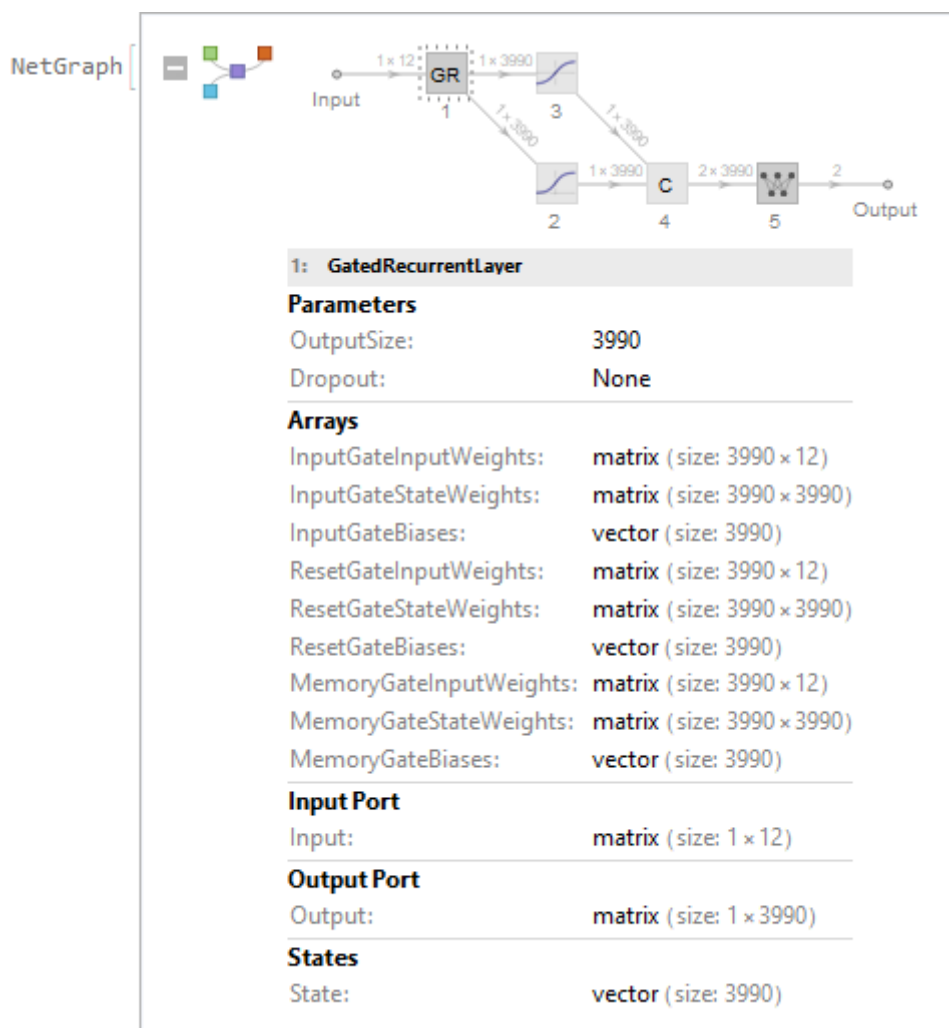 NetGraph
1 × 12
1 × 3990
GR
Input
1
3
1 × 3990
1 × 3990
1 × 3990
C
2 × 3990
2
2
4
5
Output
1: GatedRecurrentLayer
Parameters
OutputSize: 3990
Dropout: None
Arrays
InputGateInputWeights: matrix (size: 3990 × 12)
InputGateStateWeights: matrix (size: 3990 × 3990)
InputGateBiases: vector (size: 3990)
ResetGateInputWeights: matrix (size: 3990 × 12)
ResetGateStateWeights: matrix (size: 3990 × 3990)
ResetGateBiases: vector (size: 3990)
MemoryGateInputWeights: matrix (size: 3990 × 12)
MemoryGateStateWeights: matrix (size: 3990 × 3990)
MemoryGateBiases: vector (size: 3990)
Input Port
Input: matrix (size: 1 × 12)
Output Port
Output: matrix (size: 1 × 3990)
States
State: vector (size: 3990)